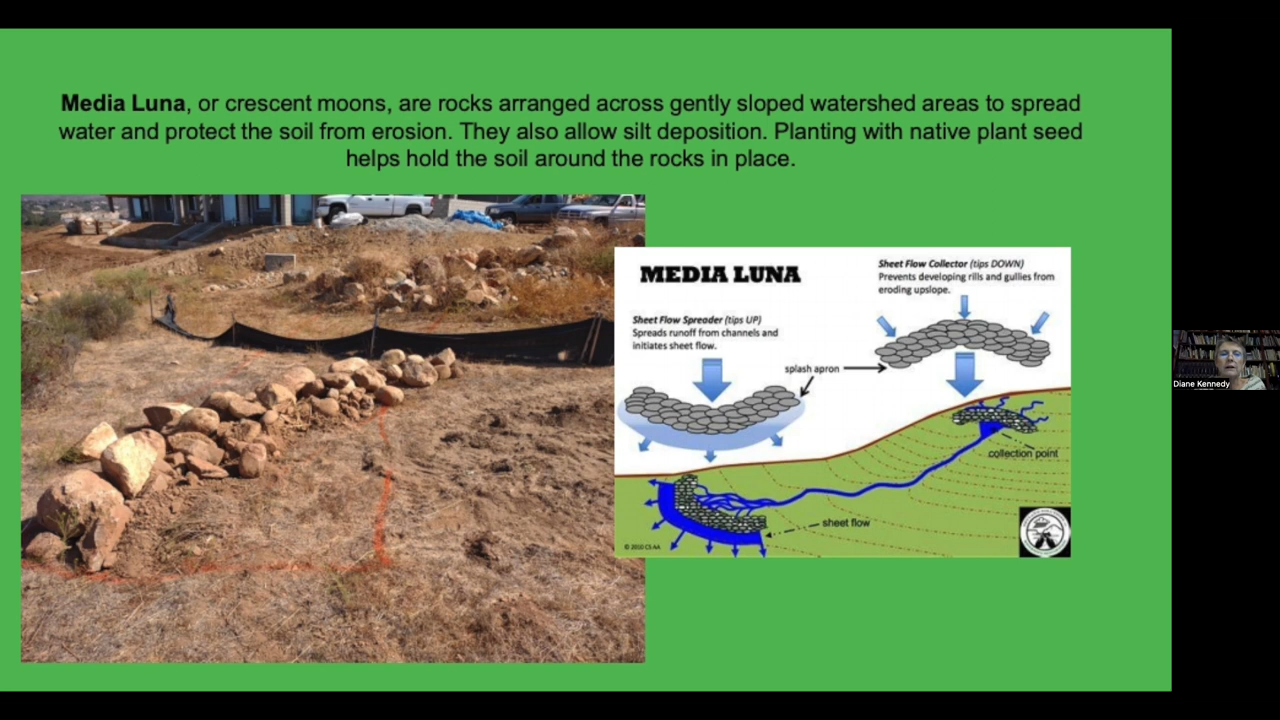 Media Luna, or crescent moons, are rocks arranged across gently sloped watershed areas to spread
water and protect the soil from erosion. They also allow silt deposition. Planting with native plant seed
helps hold the soil around the rocks in place.
MEDIA LUNA
Sheet Flow Collector (tips DOWN)
Prevents developing rills and gullies from
eroding upslope.
Sheet Flow Spreader (tips UP)
Spreads runoff from channels and
initiates sheet flow.
splash apron
collection point
sheet flow
© 2010 CS-AA
Diane Kennedy